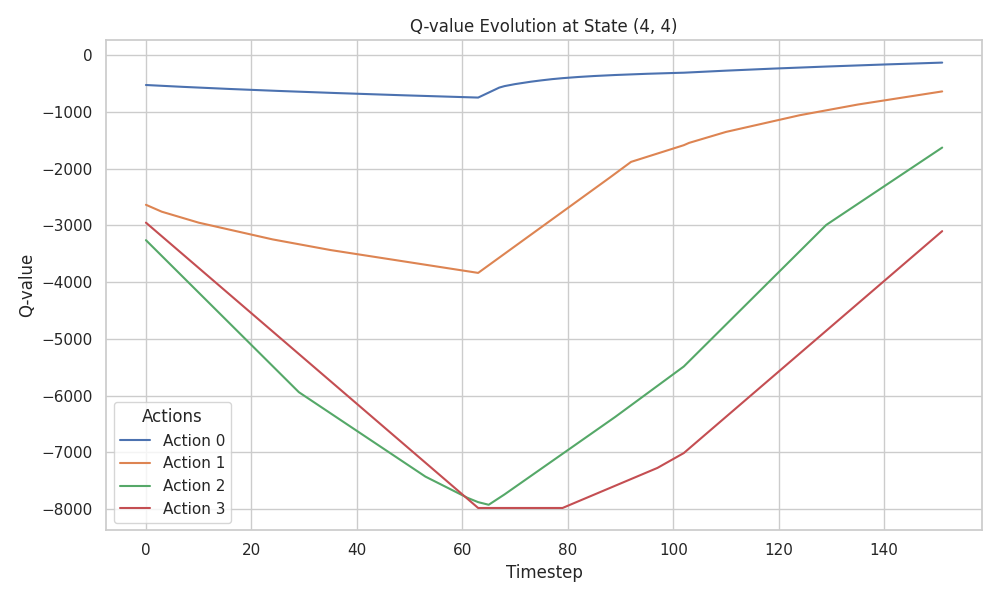 Q-value Evolution at State (4, 4)
Q-value
0
−1000
−2000
−3000
−4000
−5000
−6000
−7000
−8000
Actions
Action 0
Action 1
Action 2
Action 3
0 20 40 60 80 100 120 140
Timestep